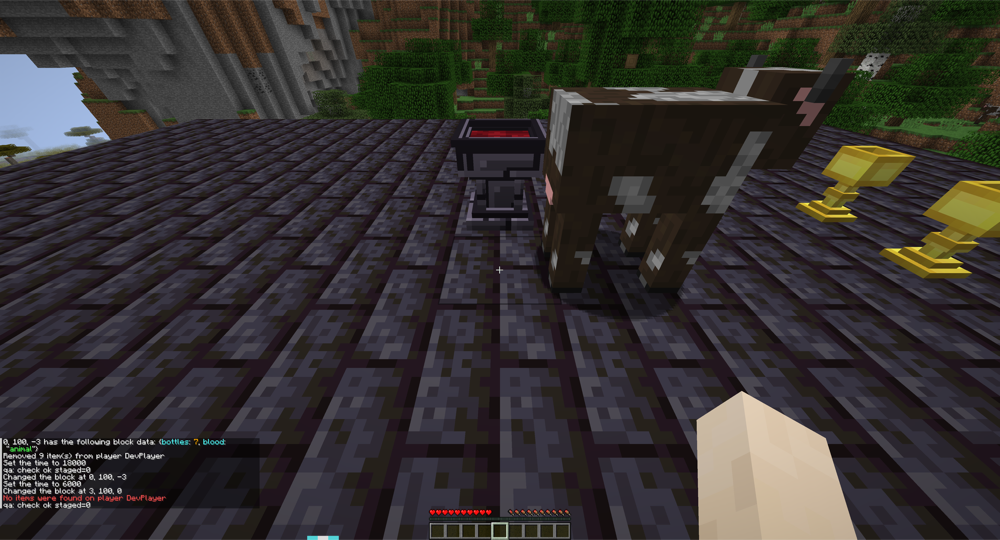 0, 100, -3 has the following block data: {bottles: 7, blood:
"animal"}
Removed 9 item(s) from player DevPlayer
Set the time to 18000
qa: check ok staged=0
Changed the block at 0, 100, -3
Set the time to 6000
Changed the block at 3, 100, 0
No items were found on player DevPlayer
qa: check ok staged=0